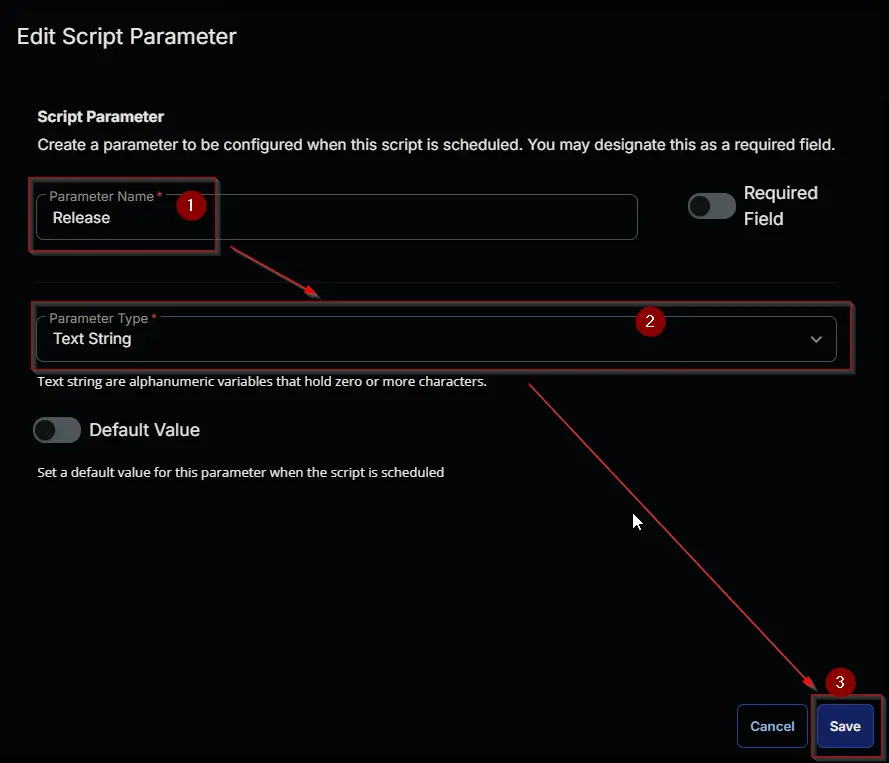 Edit Script Parameter
Script Parameter
Create a parameter to be configured when this script is scheduled. You may designate this as a required field.
Parameter Name *
1
Release
Required
Field
Parameter Type *
2
Text String
Text string are alphanumeric variables that hold zero or more characters.
Default Value
Set a default value for this parameter when the script is scheduled
3
Cancel
Save